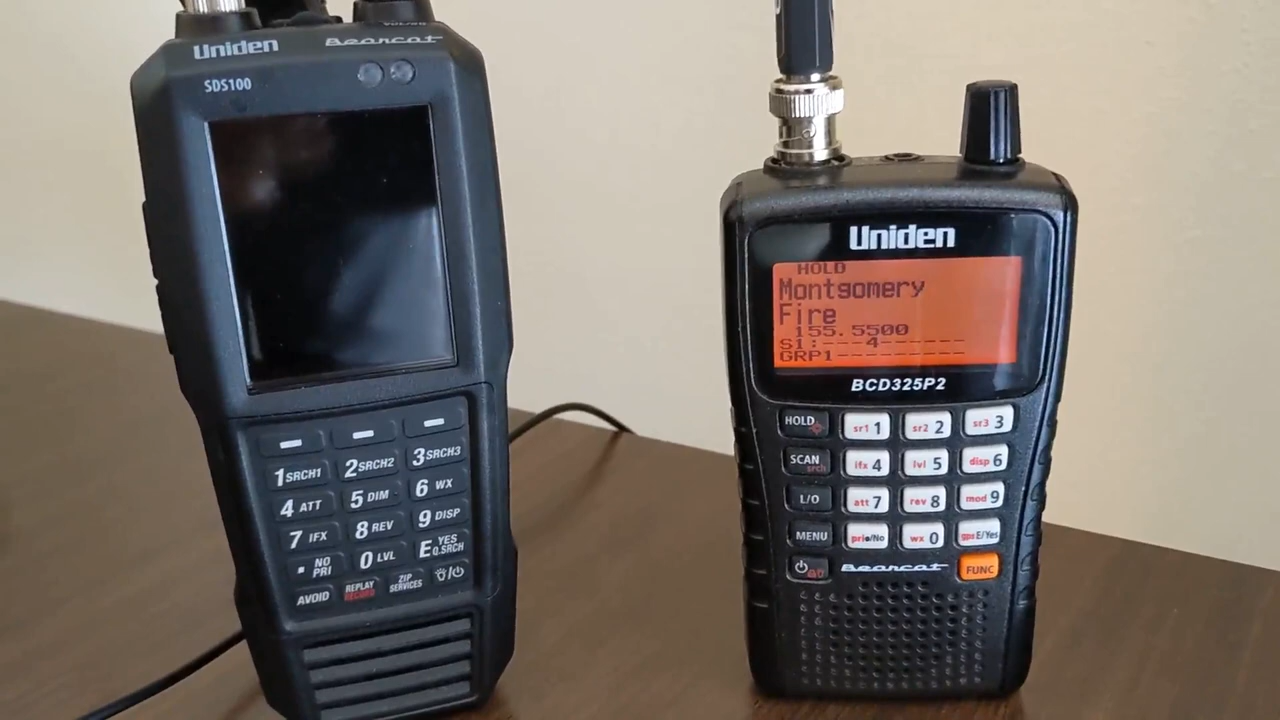 Uniden
Bearcat
SDS100
1 SRCH1
2 SRCH2
3 SRCH3
4 ATT
5 DIM
6 WX
7 IFX
8 REV
9 DISP
. NO PRI
0 LVL
E YES Q.SRCH
AVOID
REPLAY
RECORD
ZIP
SERVICES
Uniden
HOLD
Montgomery
Fire
155.5500
S1:---4------
GRP1----------
BCD325P2
HOLD
sr1 1
sr2 2
sr3 3
SCAN
srch
ifx 4
lvl 5
disp 6
L/O
att 7
rev 8
mod 9
MENU
pri •/No
wx 0
gps E/Yes
Bearcat
FUNC